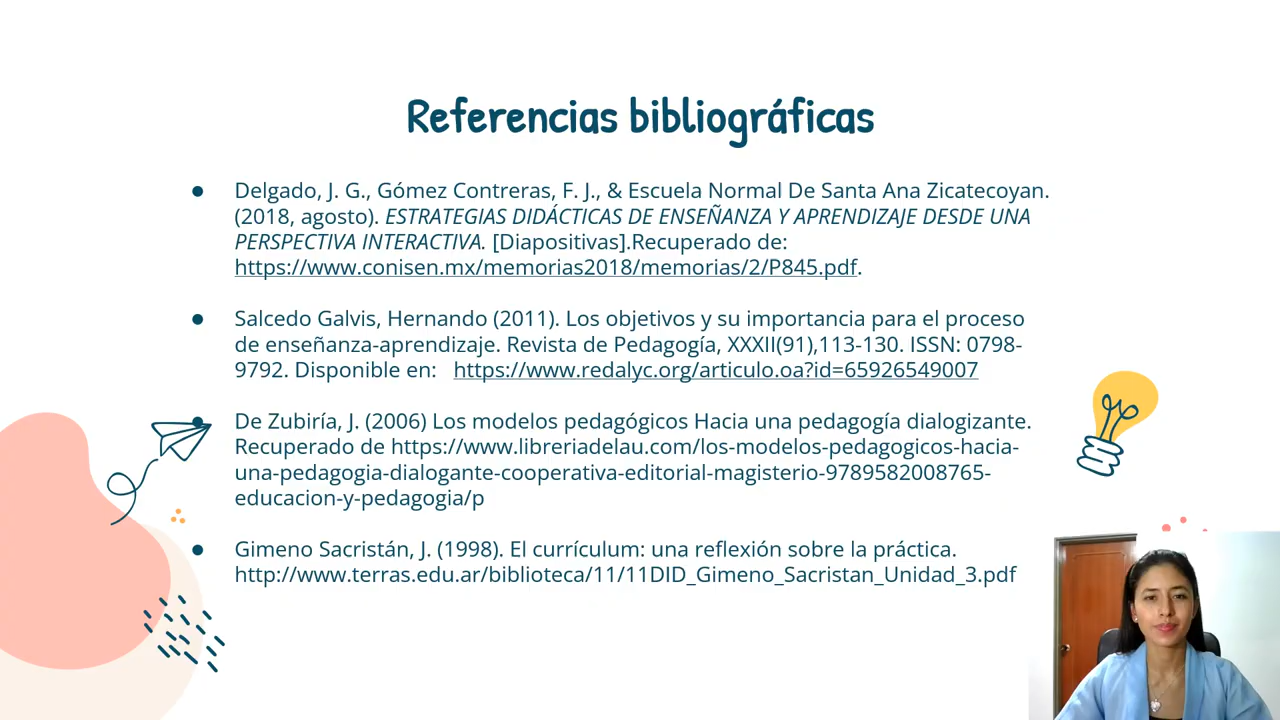 Referencias bibliográficas
● Delgado, J. G., Gómez Contreras, F. J., & Escuela Normal De Santa Ana Zicatecoyan.
(2018, agosto). ESTRATEGIAS DIDÁCTICAS DE ENSEÑANZA Y APRENDIZAJE DESDE UNA
PERSPECTIVA INTERACTIVA. [Diapositivas].Recuperado de:
https://www.conisen.mx/memorias2018/memorias/2/P845.pdf.
● Salcedo Galvis, Hernando (2011). Los objetivos y su importancia para el proceso
de enseñanza-aprendizaje. Revista de Pedagogía, XXXII(91),113-130. ISSN: 0798-
9792. Disponible en: https://www.redalyc.org/articulo.oa?id=65926549007
● De Zubiría, J. (2006) Los modelos pedagógicos Hacia una pedagogía dialogizante.
Recuperado de https://www.libreriadelau.com/los-modelos-pedagogicos-hacia-
una-pedagogia-dialogante-cooperativa-editorial-magisterio-9789582008765-
educacion-y-pedagogia/p
● Gimeno Sacristán, J. (1998). El currículum: una reflexión sobre la práctica.
http://www.terras.edu.ar/biblioteca/11/11DID_Gimeno_Sacristan_Unidad_3.pdf